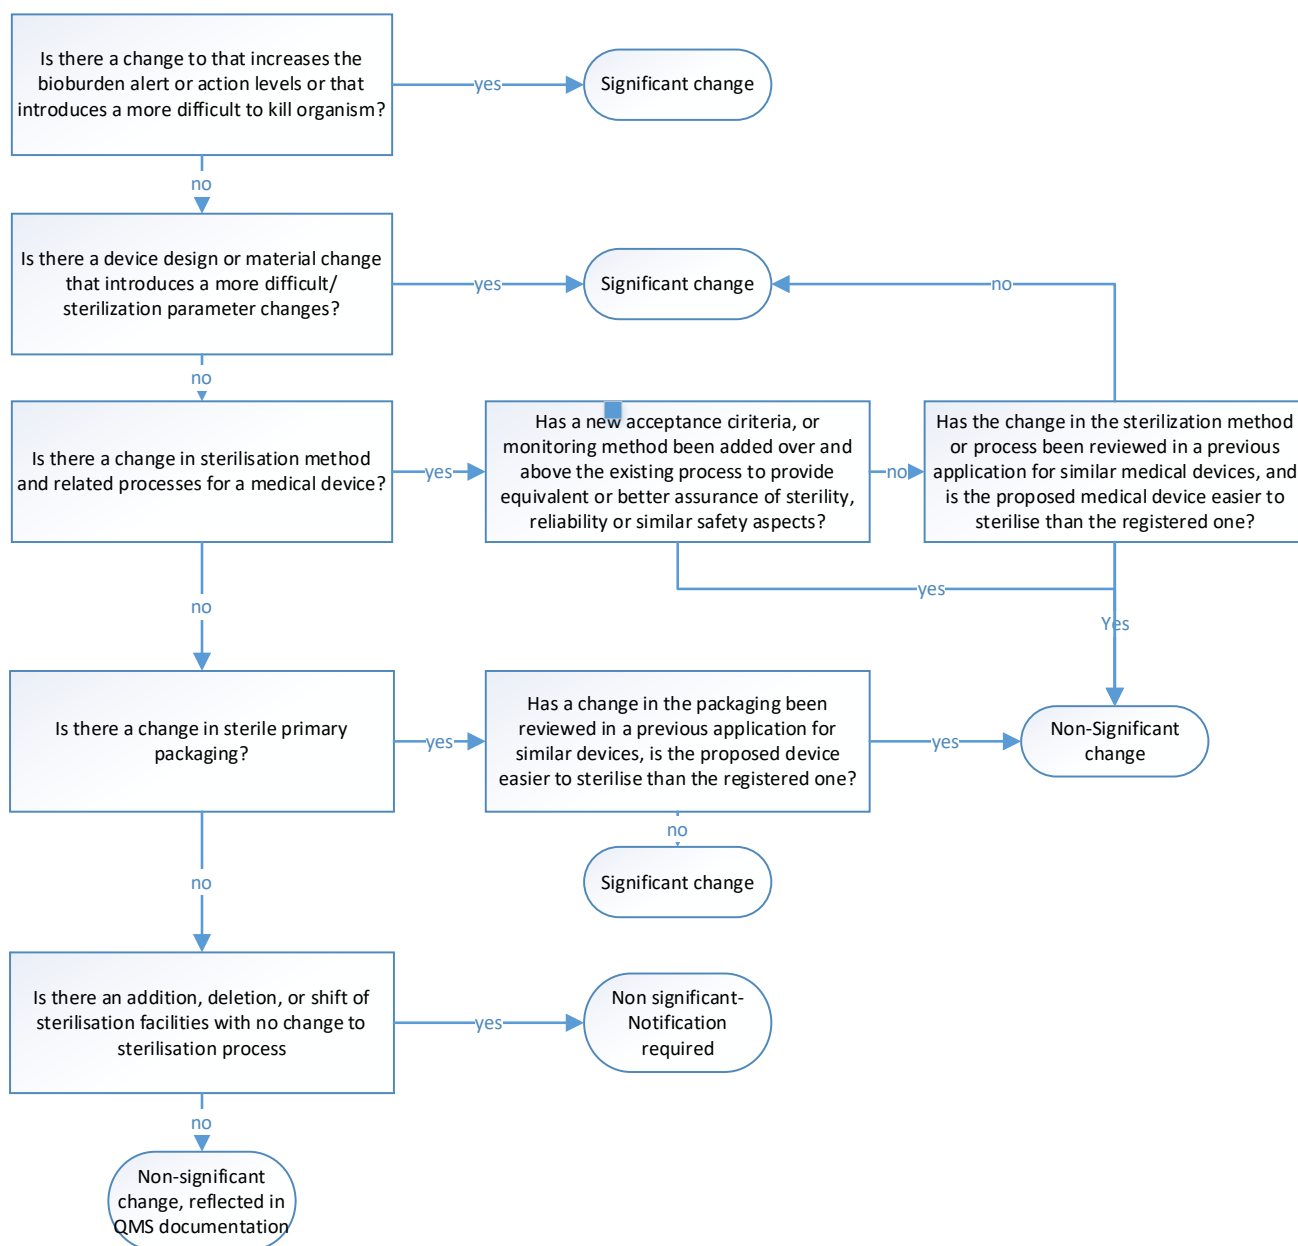 Is there a change to that increases the
bioburden alert or action levels or that
introduces a more difficult to kill organism?
yes
Significant change
no
Is there a device design or material change
that introduces a more difficult/
sterilization parameter changes?
yes
Significant change
no
no
Is there a change in sterilisation method
and related processes for a medical device?
yes
Has a new acceptance ciriteria, or
monitoring method been added over and
above the existing process to provide
equivalent or better assurance of sterility,
reliability or similar safety aspects?
no
Has the change in the sterilization method
or process been reviewed in a previous
application for similar medical devices, and
is the proposed medical device easier to
sterilise than the registered one?
yes
Yes
no
Is there a change in sterile primary
packaging?
yes
Has a change in the packaging been
reviewed in a previous application for
similar devices, is the proposed device
easier to sterilise than the registered one?
yes
Non-Significant
change
no
Significant change
no
Is there an addition, deletion, or shift of
sterilisation facilities with no change to
sterilisation process
yes
Non significant-
Notification
required
no
Non-significant
change, reflected in
QMS documentation